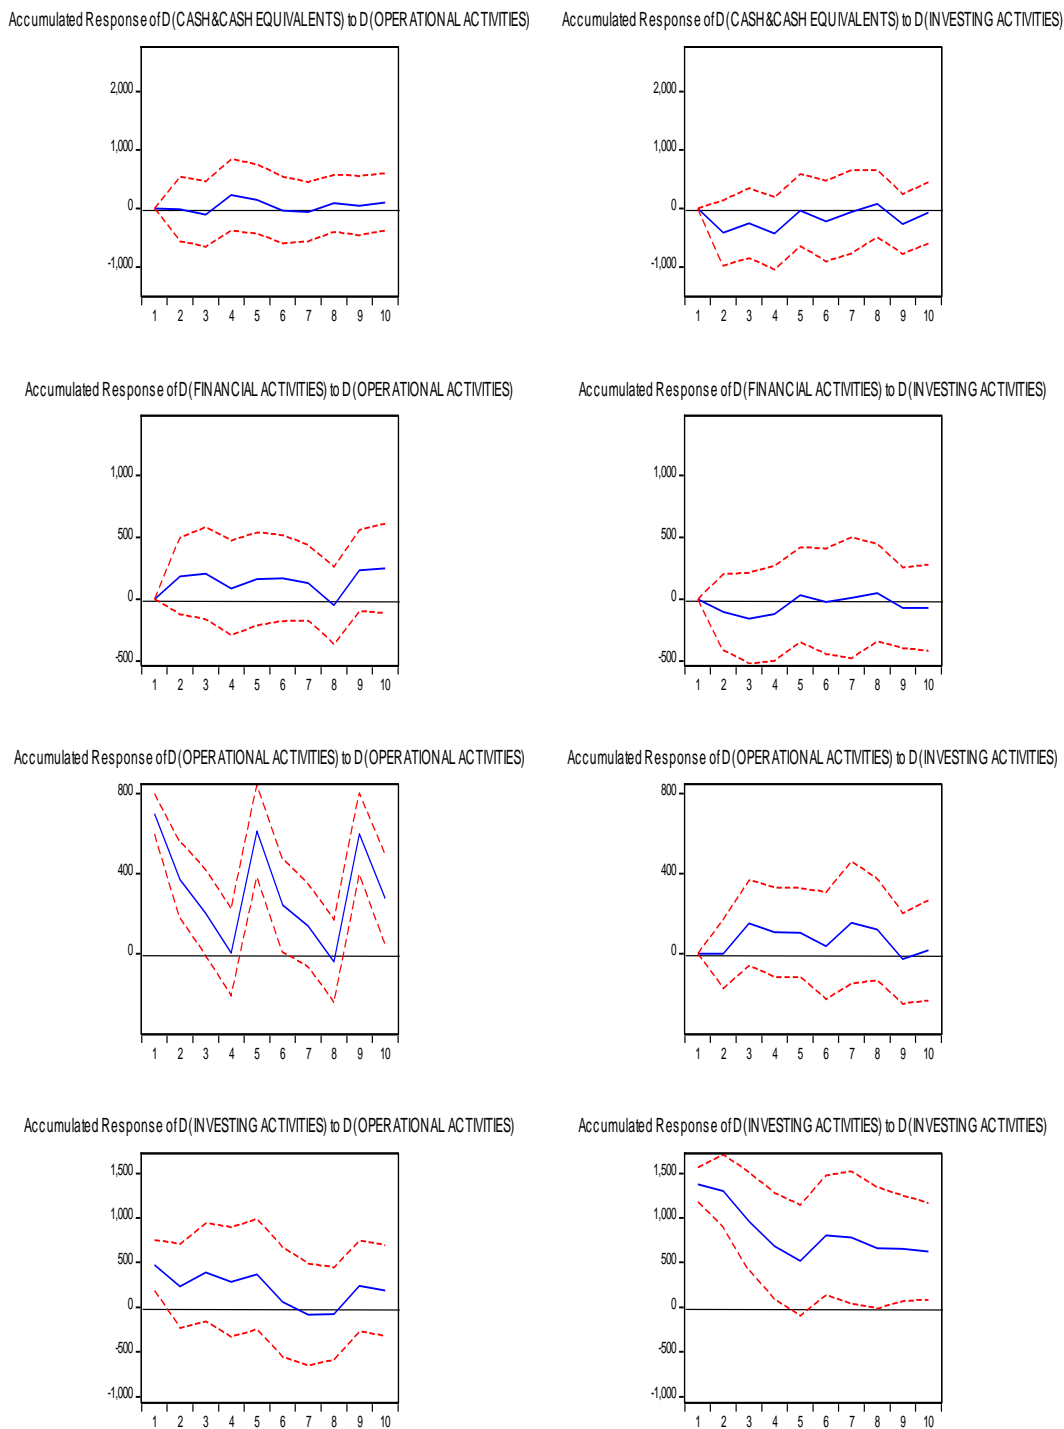 Accumulated Response of D(CASH&CASH EQUIVALENTS) to D(OPERATIONAL ACTIVITIES)
2,000
1,000
0
-1,000
1 2 3 4 5 6 7 8 9 10
Accumulated Response of D(CASH&CASH EQUIVALENTS) to D(INVESTING ACTIVITIES)
2,000
1,000
0
-1,000
1 2 3 4 5 6 7 8 9 10
Accumulated Response of D(FINANCIAL ACTIVITIES) to D(OPERATIONAL ACTIVITIES)
1,000
500
0
-500
1 2 3 4 5 6 7 8 9 10
Accumulated Response of D(FINANCIAL ACTIVITIES) to D(INVESTING ACTIVITIES)
1,000
500
0
-500
1 2 3 4 5 6 7 8 9 10
Accumulated Response of D(OPERATIONAL ACTIVITIES) to D(OPERATIONAL ACTIVITIES)
800
400
0
1 2 3 4 5 6 7 8 9 10
Accumulated Response of D(OPERATIONAL ACTIVITIES) to D(INVESTING ACTIVITIES)
800
400
0
1 2 3 4 5 6 7 8 9 10
Accumulated Response of D(INVESTING ACTIVITIES) to D(OPERATIONAL ACTIVITIES)
1,500
1,000
500
0
-500
-1,000
1 2 3 4 5 6 7 8 9 10
Accumulated Response of D(INVESTING ACTIVITIES) to D(INVESTING ACTIVITIES)
1,500
1,000
500
0
-500
-1,000
1 2 3 4 5 6 7 8 9 10